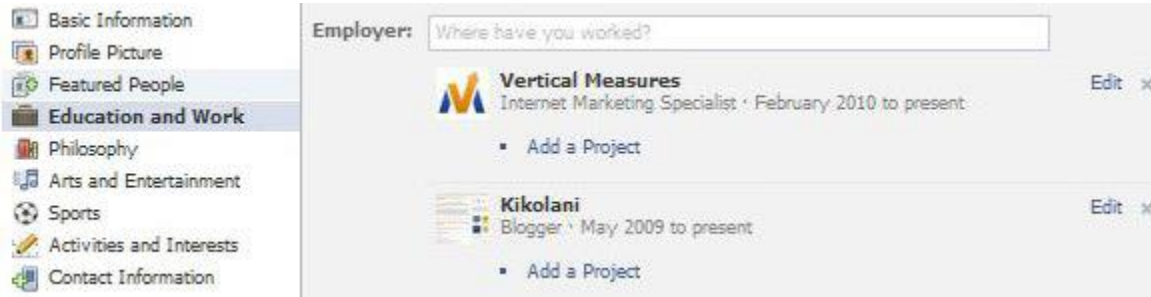 Basic Information
Profile Picture
Featured People
Education and Work
Philosophy
Arts and Entertainment
Sports
Activities and Interests
Contact Information
Employer: Where have you worked?
Vertical Measures Edit ×
Internet Marketing Specialist · February 2010 to present
▪ Add a Project
Kikolani Edit ×
Blogger · May 2009 to present
▪ Add a Project